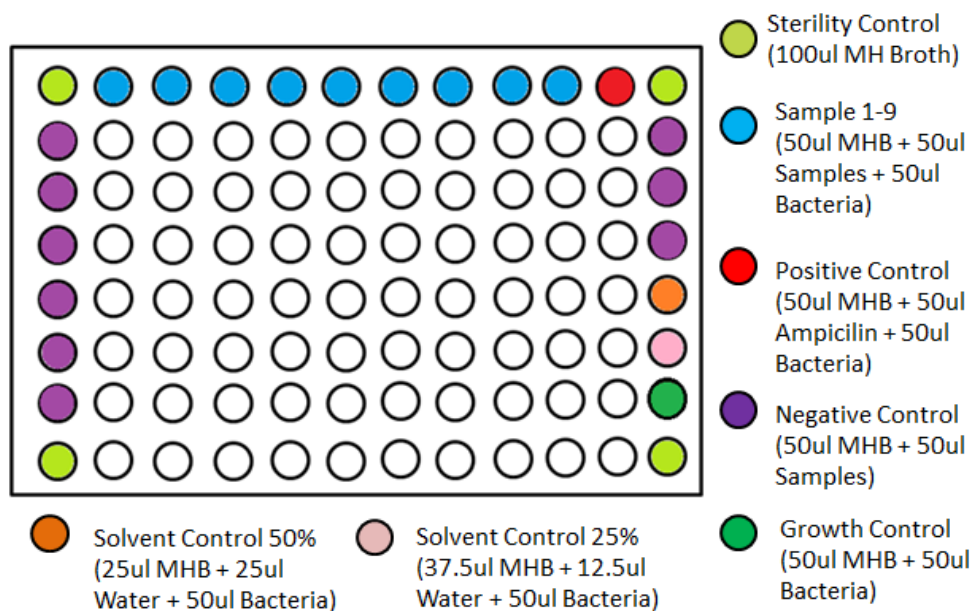 Sterility Control
(100ul MH Broth)
Sample 1-9
(50ul MHB + 50ul
Samples + 50ul
Bacteria)
Positive Control
(50ul MHB + 50ul
Ampicilin + 50ul
Bacteria)
Negative Control
(50ul MHB + 50ul
Samples)
Growth Control
(50ul MHB + 50ul
Bacteria)
Solvent Control 50%
(25ul MHB + 25ul
Water + 50ul Bacteria)
Solvent Control 25%
(37.5ul MHB + 12.5ul
Water + 50ul Bacteria)